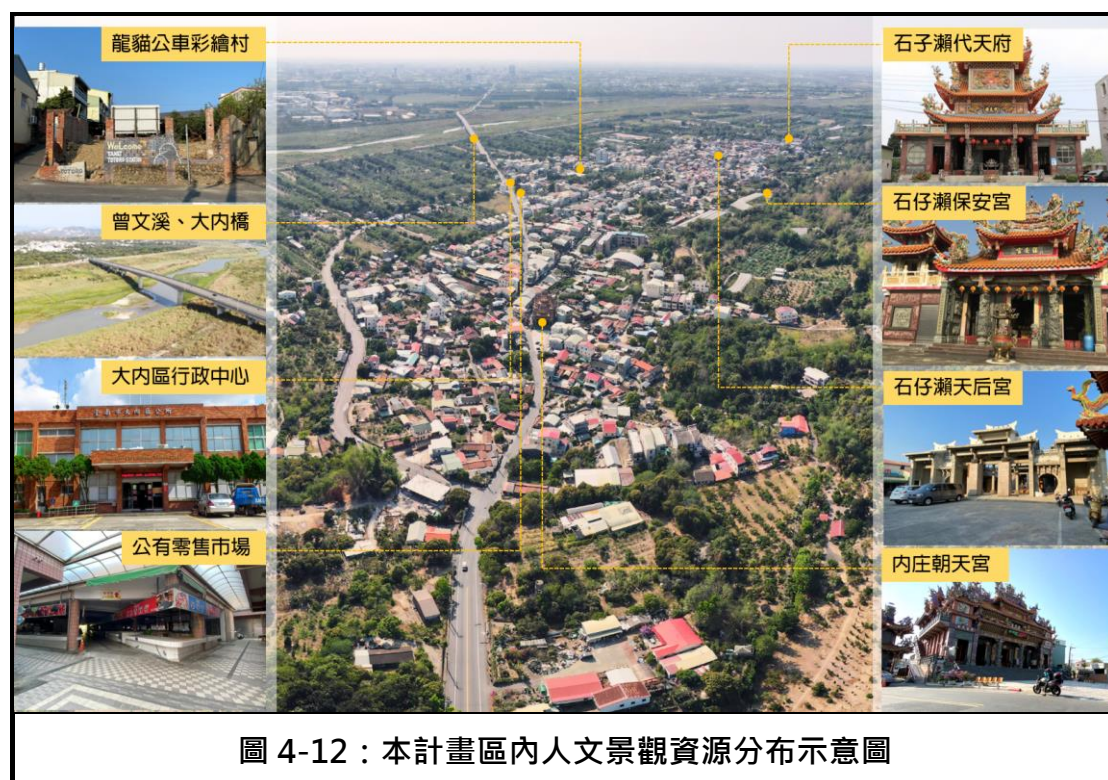 龍貓公車彩繪村
Welcome
曾文溪、大內橋
大內區行政中心
公有零售市場
石子瀨代天府
石仔瀨保安宮
石仔瀨天后宮
內庄朝天宮
圖 4-12：本計畫區內人文景觀資源分布示意圖